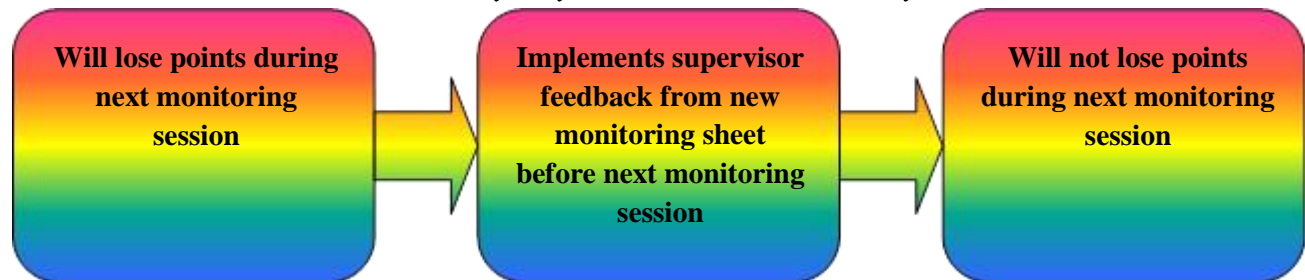 Will lose points during
next monitoring
session
Implements supervisor
feedback from new
monitoring sheet
before next monitoring
session
Will not lose points
during next monitoring
session